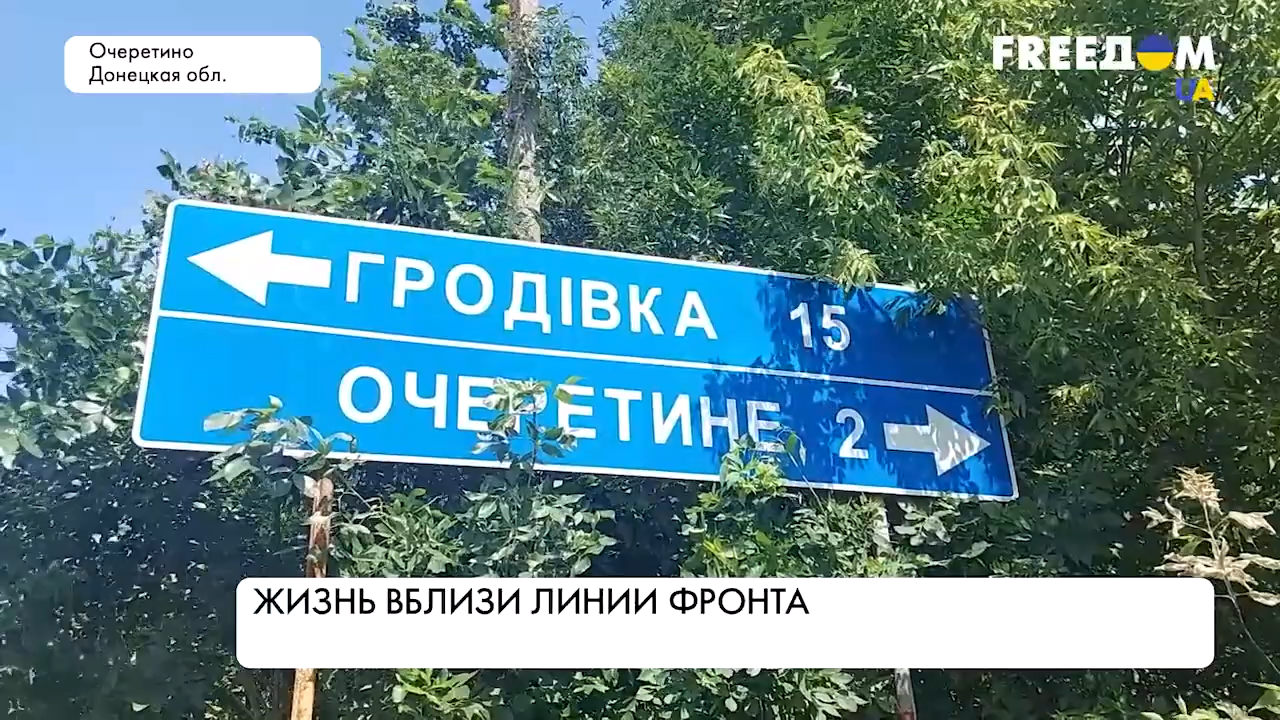 Очеретино
Донецкая обл.
FREEДOM
UA
ГРОДІВКА 15
ОЧЕРЕТИНЕ 2
ЖИЗНЬ ВБЛИЗИ ЛИНИИ ФРОНТА